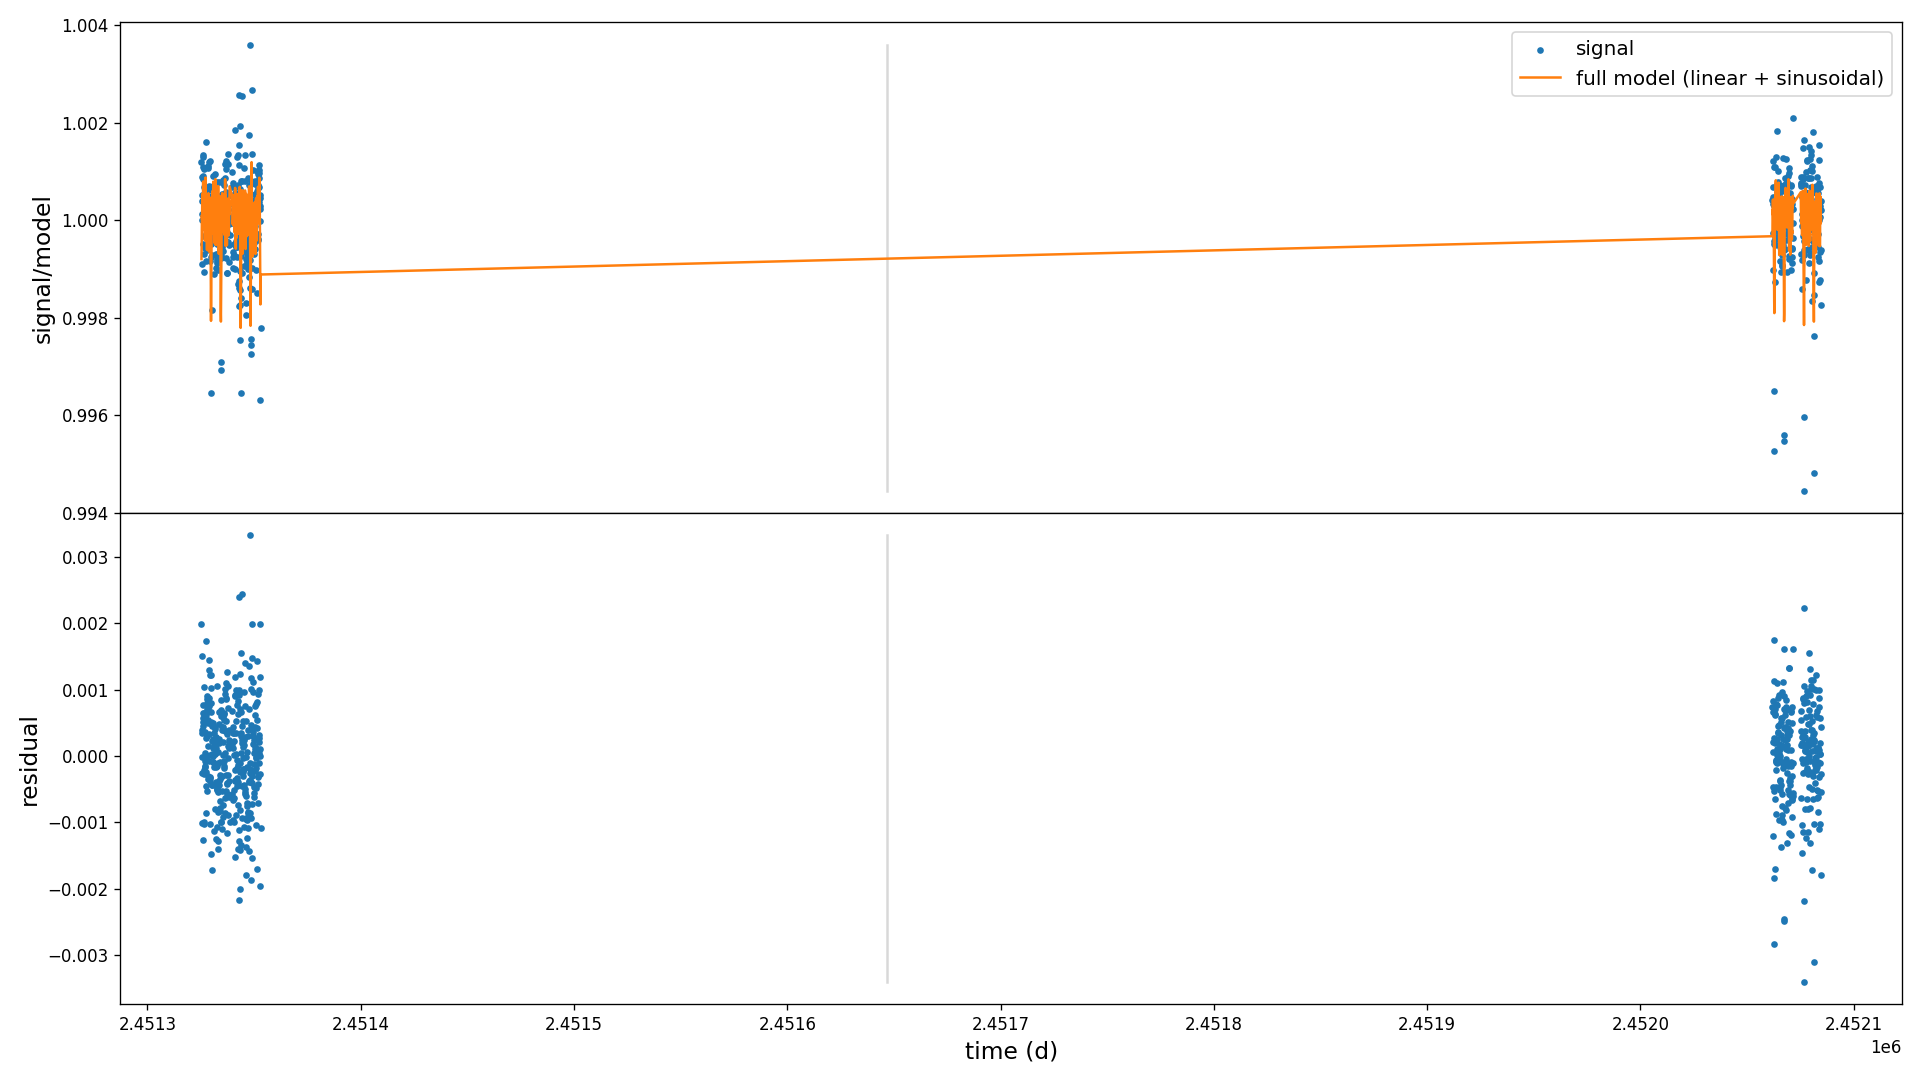 1.004
1.002
1.000
0.998
0.996
0.994
signal/model
signal
full model (linear + sinusoidal)
0.003
0.002
0.001
0.000
−0.001
−0.002
−0.003
residual
2.4513 2.4514 2.4515 2.4516 2.4517 2.4518 2.4519 2.4520 2.4521
1e6
time (d)